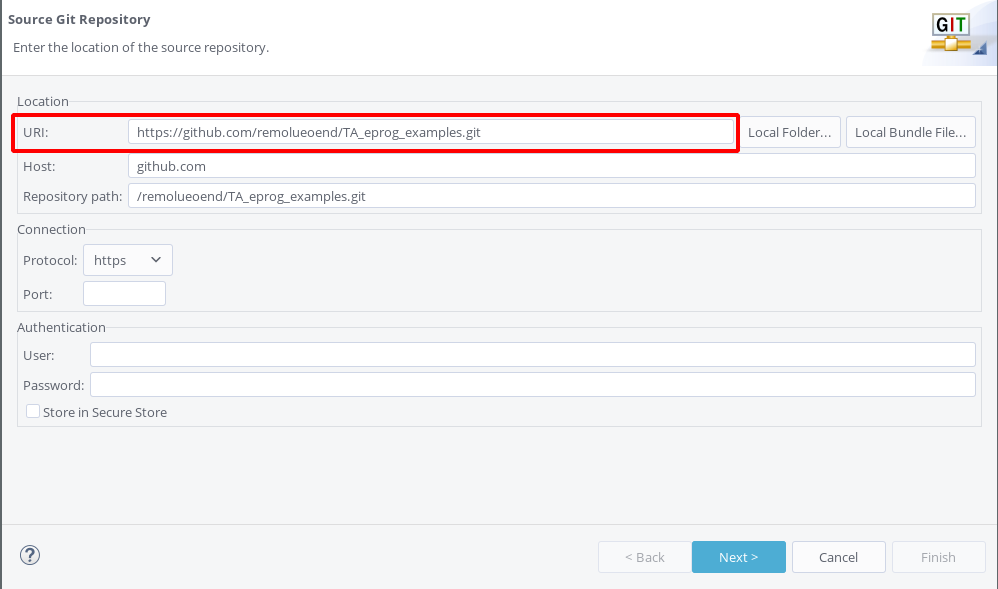 Source Git Repository
Enter the location of the source repository.
GIT
Location
URI: https://github.com/remolueoend/TA_eprog_examples.git Local Folder... Local Bundle File...
Host: github.com
Repository path: /remolueoend/TA_eprog_examples.git
Connection
Protocol: https
Port:
Authentication
User:
Password:
Store in Secure Store
? < Back Next > Cancel Finish